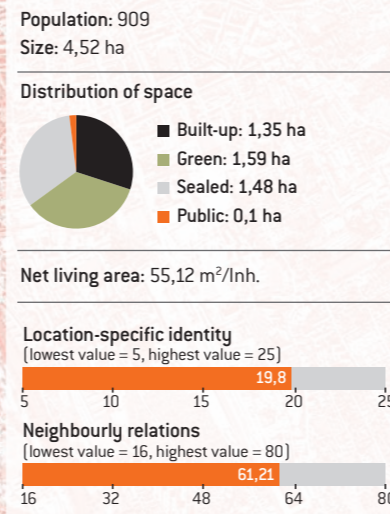 Population: 909
Size: 4,52 ha
Distribution of space
Built-up: 1,35 ha
Green: 1,59 ha
Sealed: 1,48 ha
Public: 0,1 ha
Net living area: 55,12 m²/Inh.
Location-specific identity
(lowest value = 5, highest value = 25)
19,8
5 10 15 20 25
Neighbourly relations
(lowest value = 16, highest value = 80)
61,21
16 32 48 64 80